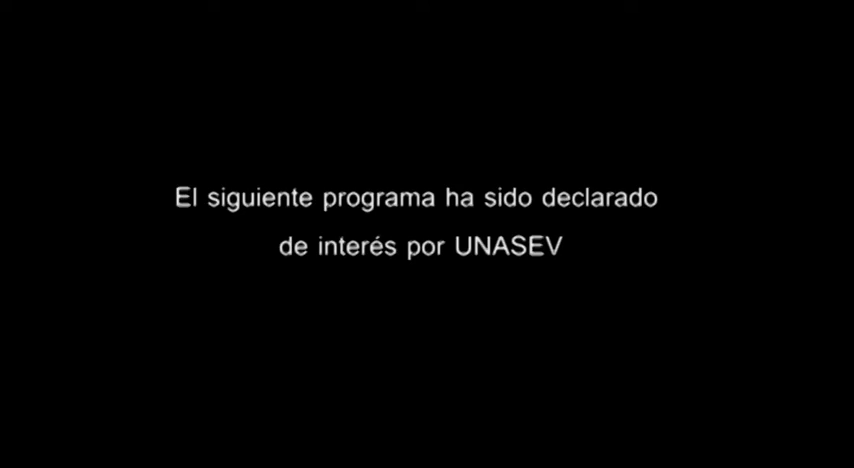 El siguiente programa ha sido declarado
de interés por UNASEV